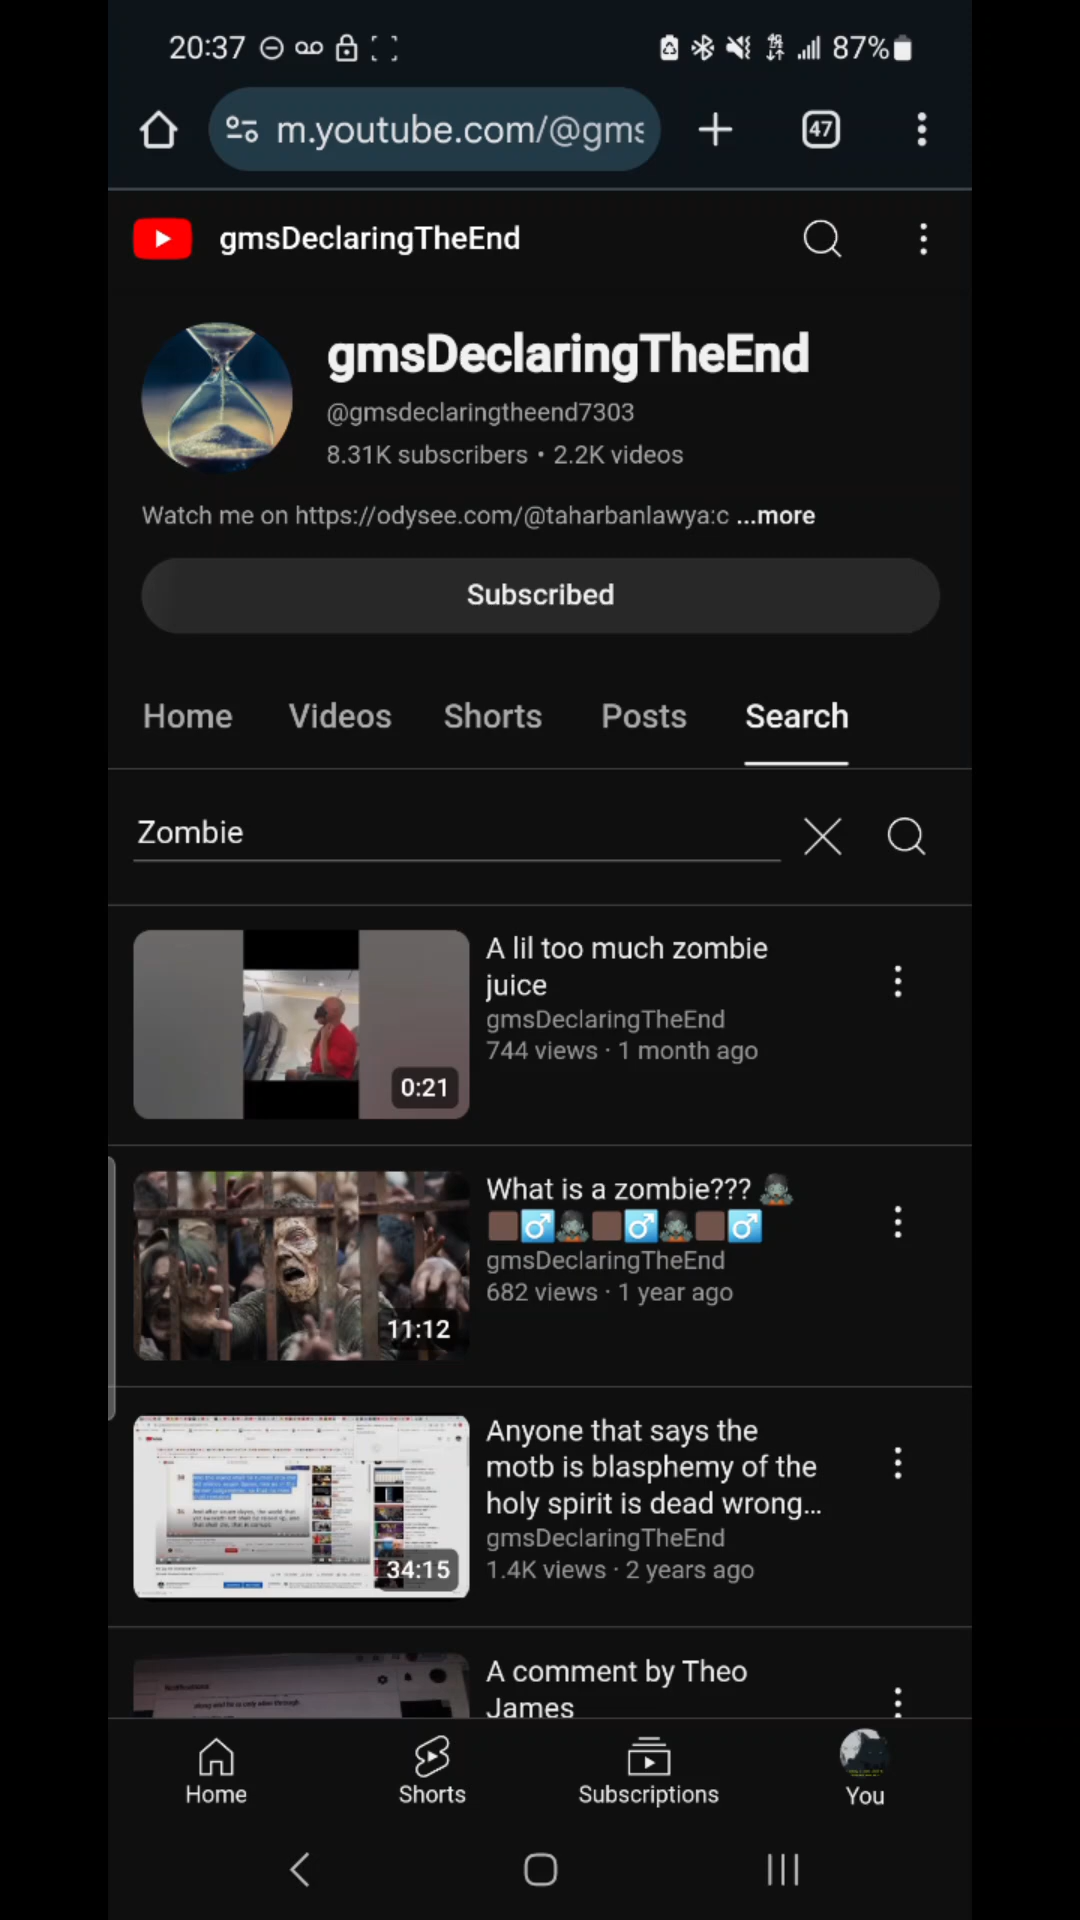 20:37
87%
m.youtube.com/@gms
47
gmsDeclaringTheEnd
gmsDeclaringTheEnd
@gmsdeclaringtheend7303
8.31K subscribers • 2.2K videos
Watch me on https://odysee.com/@taharbanlawya:c ...more
Subscribed
Home Videos Shorts Posts Search
Zombie
A lil too much zombie
juice
gmsDeclaringTheEnd
744 views · 1 month ago
0:21
What is a zombie???
gmsDeclaringTheEnd
682 views · 1 year ago
11:12
Anyone that says the
motb is blasphemy of the
holy spirit is dead wrong...
gmsDeclaringTheEnd
1.4K views · 2 years ago
34:15
A comment by Theo
James
Notifications
Home Shorts Subscriptions You